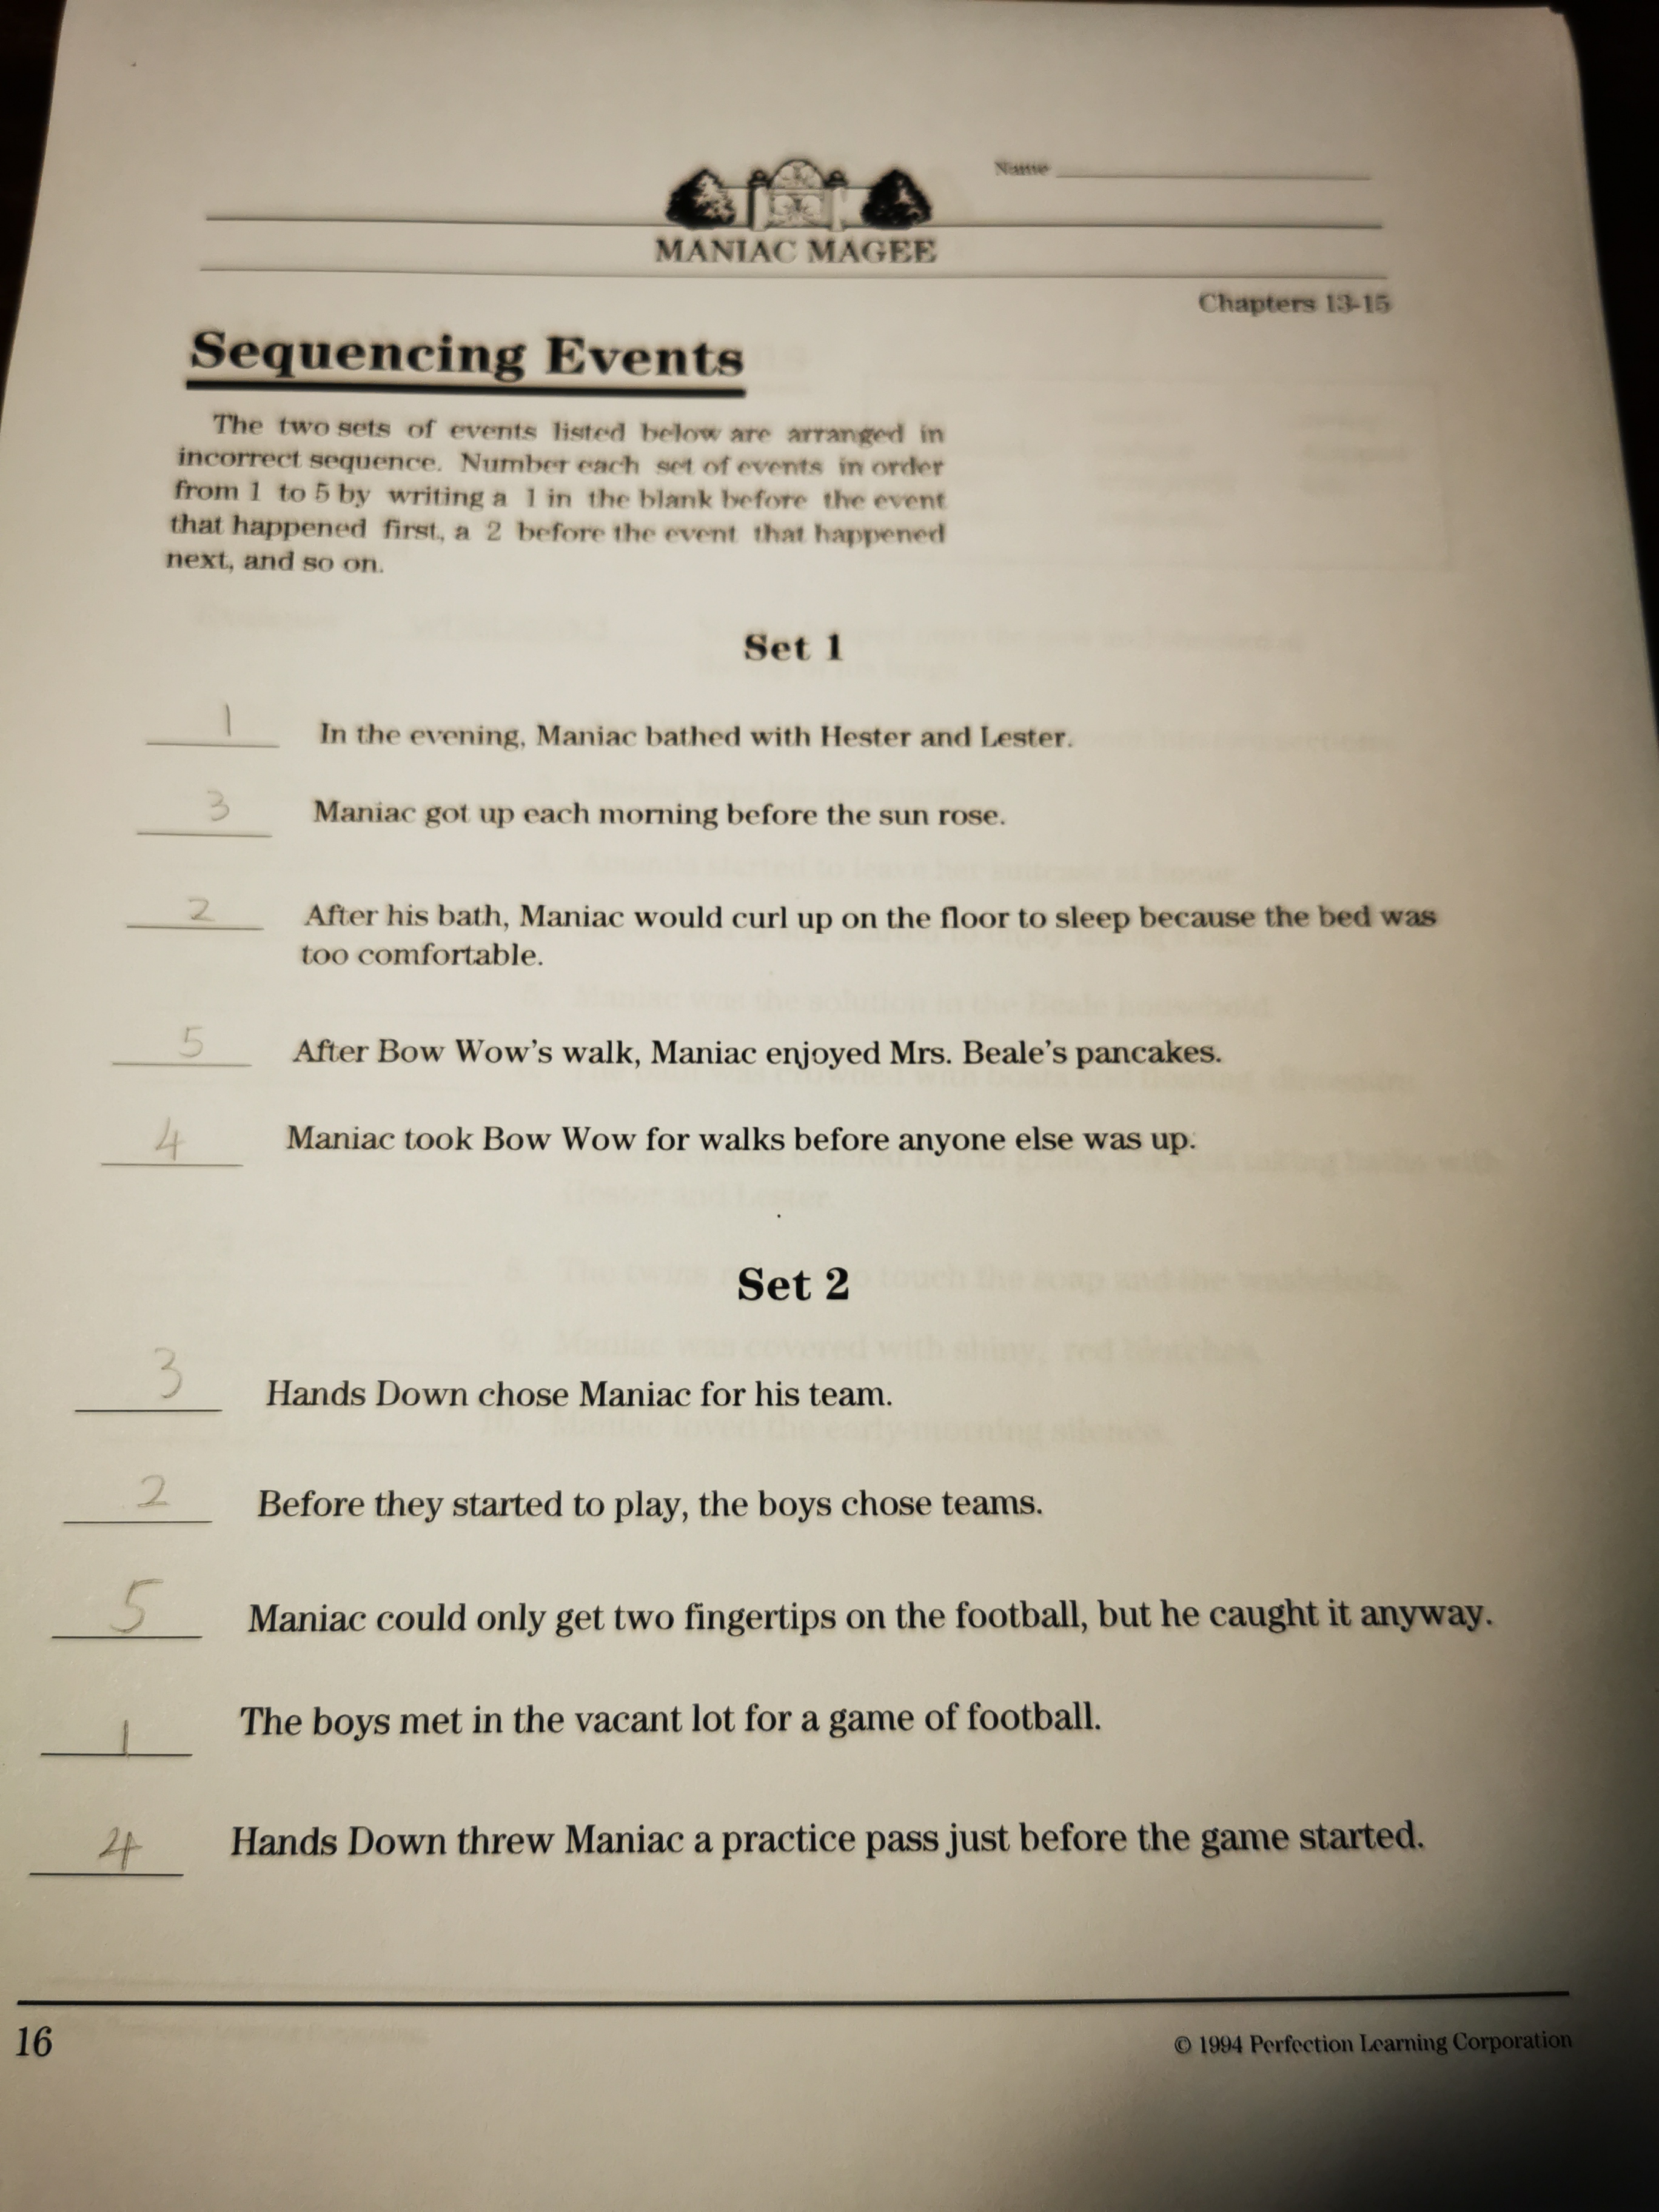 Name
MANIAC MAGEE
Chapters 13-15
Sequencing Events
The two sets of events listed below are arranged in
incorrect sequence. Number each set of events in order
from 1 to 5 by writing a 1 in the blank before the event
that happened first, a 2 before the event that happened
next, and so on.
Set 1
1 In the evening, Maniac bathed with Hester and Lester.
3 Maniac got up each morning before the sun rose.
2 After his bath, Maniac would curl up on the floor to sleep because the bed was
too comfortable.
5 After Bow Wow's walk, Maniac enjoyed Mrs. Beale's pancakes.
4 Maniac took Bow Wow for walks before anyone else was up.
Set 2
3 Hands Down chose Maniac for his team.
2 Before they started to play, the boys chose teams.
5 Maniac could only get two fingertips on the football, but he caught it anyway.
1 The boys met in the vacant lot for a game of football.
4 Hands Down threw Maniac a practice pass just before the game started.
16
© 1994 Perfection Learning Corporation